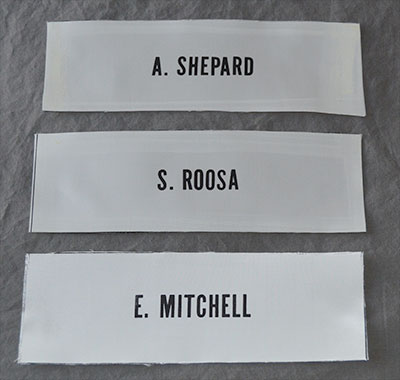 A. SHEPARD
S. ROOSA
E. MITCHELL